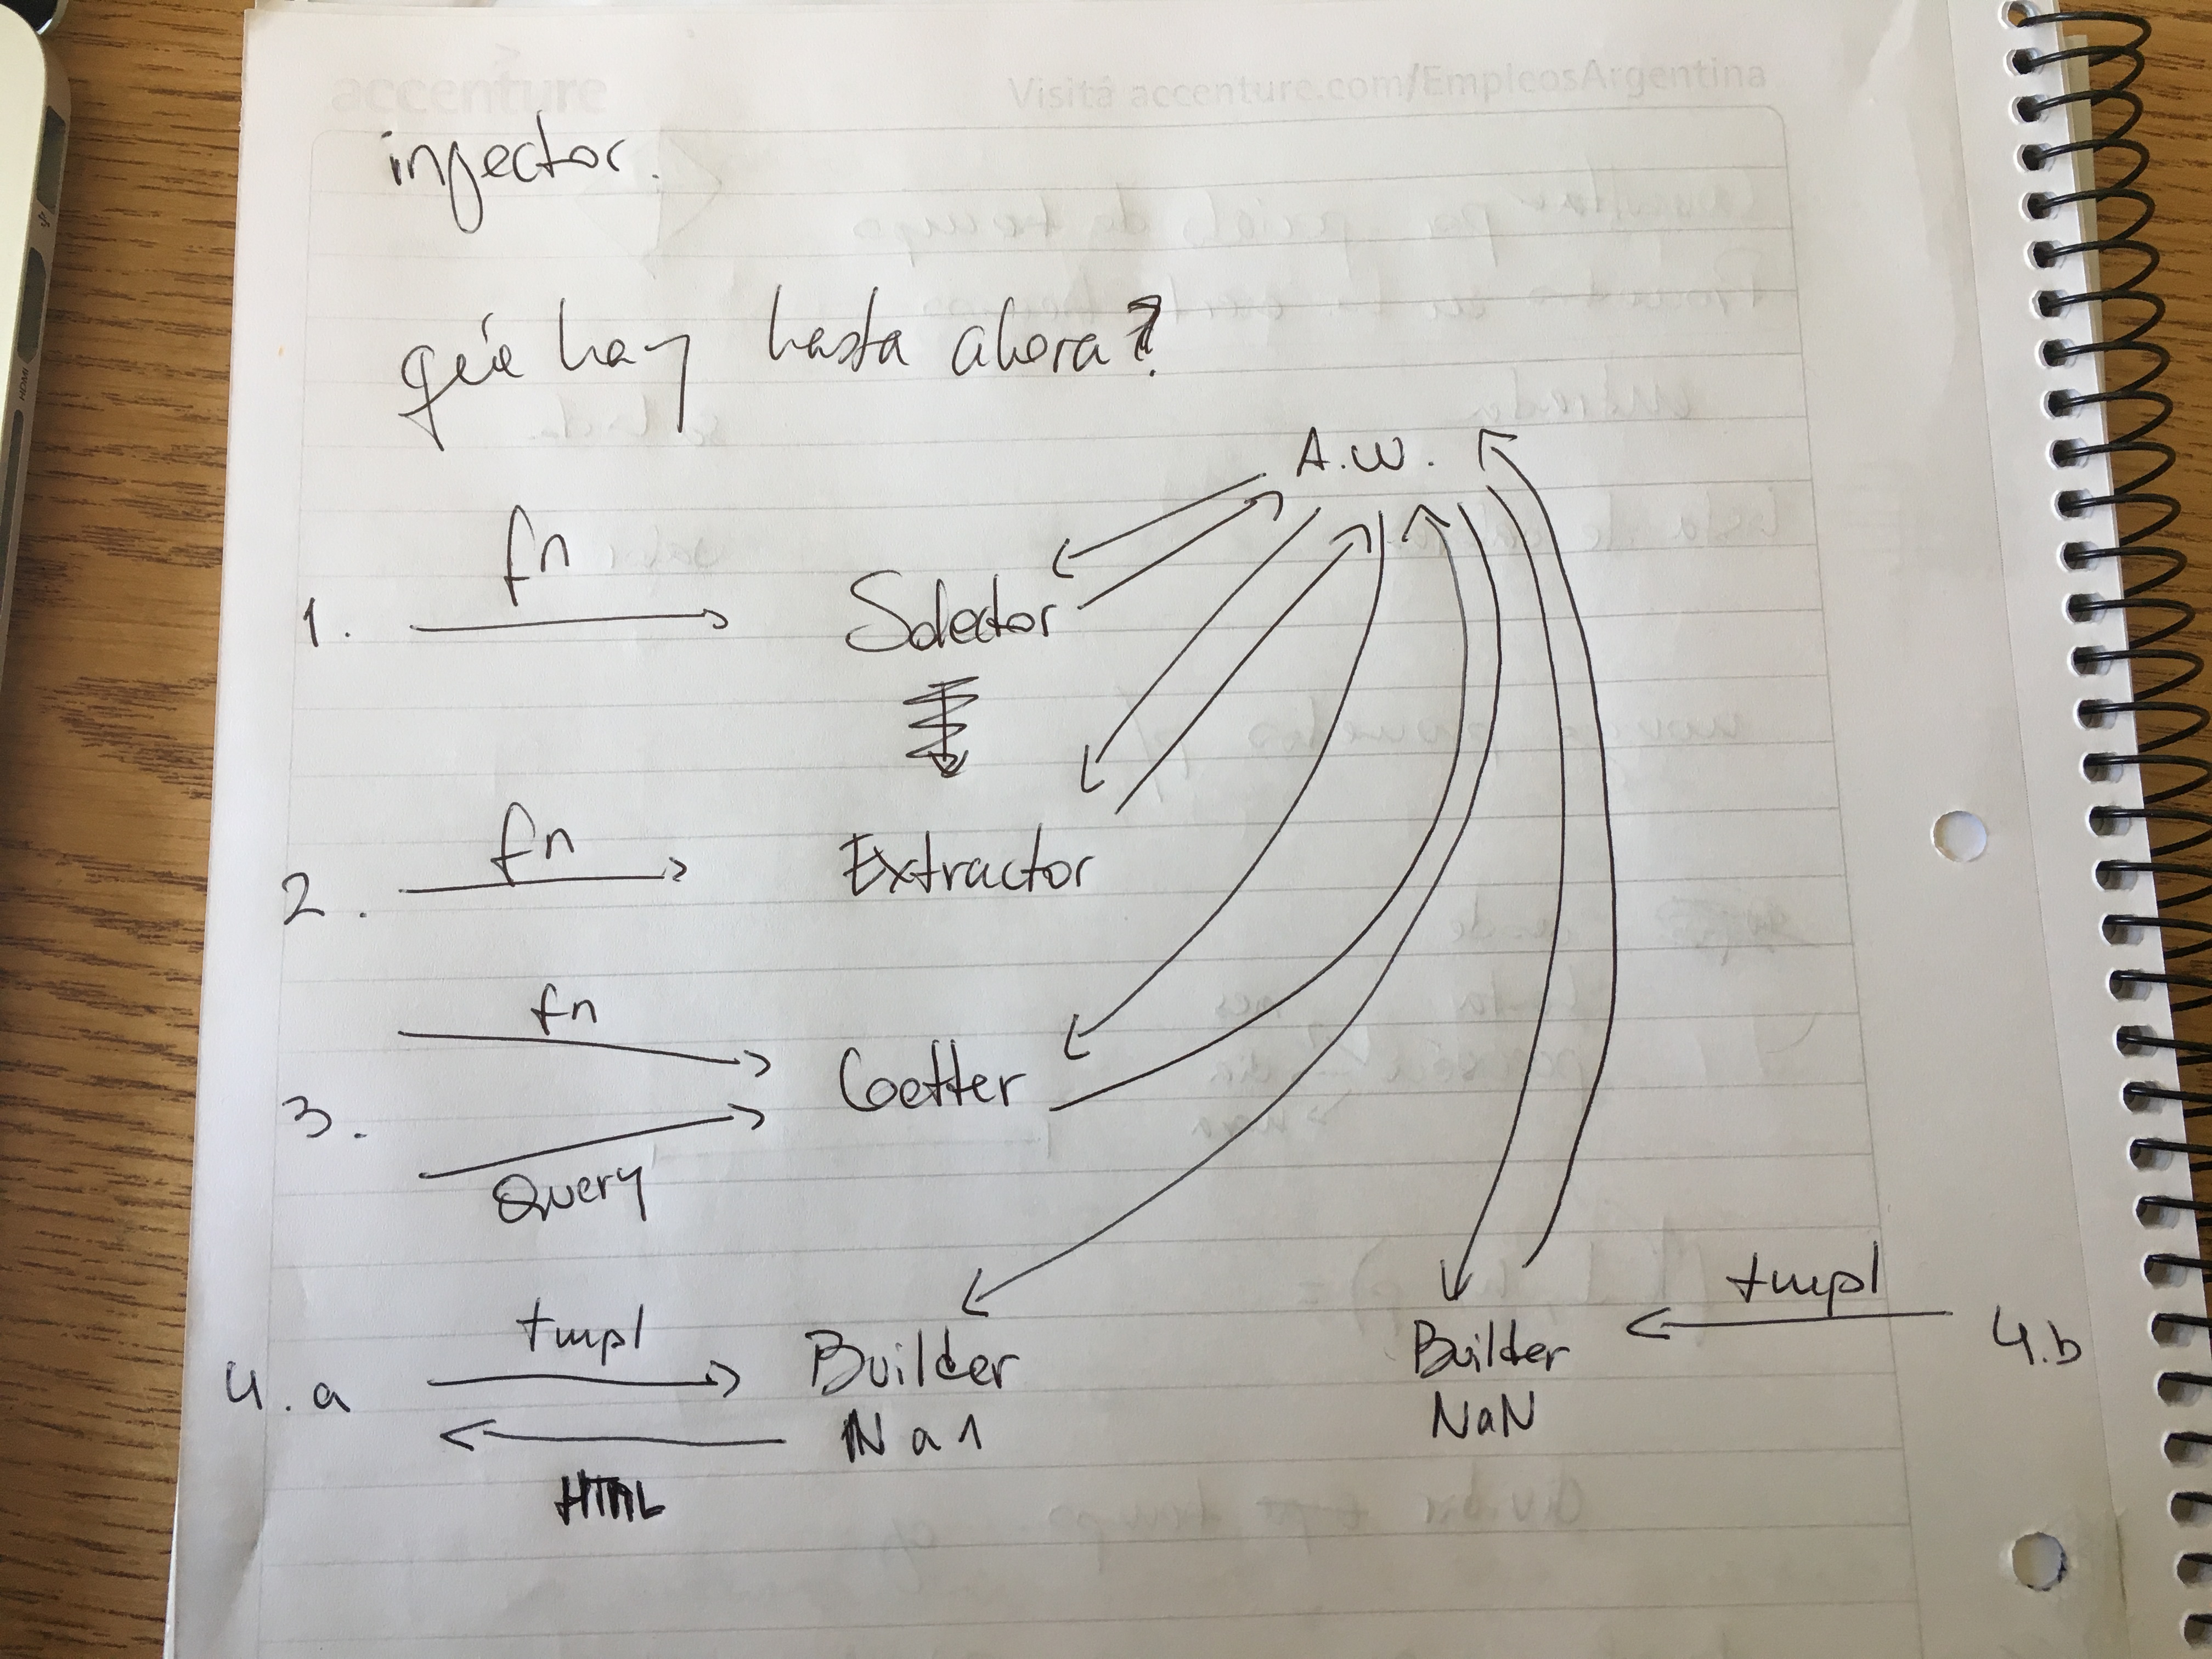 accenture
Visitá accenture.com/EmpleosArgentina
injector.
qué hay hasta ahora?
A.W.
1. fn Selector
2. fn Extractor
fn
3. Getter
Query
4.a tmpl Builder
N a 1
HTML
Builder tmpl 4.b
NaN
HDMI